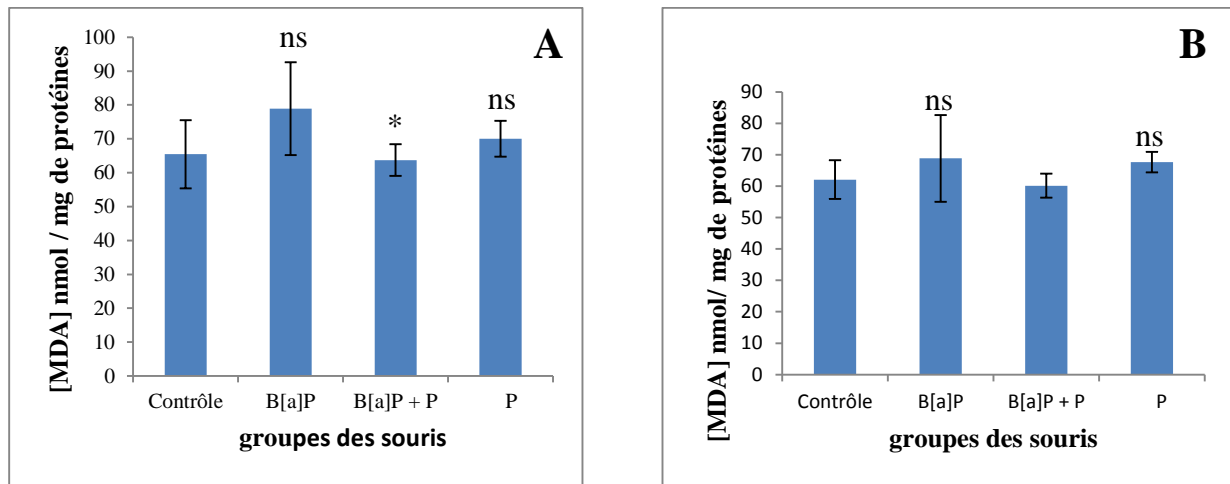 A
[MDA] nmol / mg de protéines
100
90
80
70
60
50
40
30
20
10
0
ns
*
ns
Contrôle B[a]P B[a]P + P P
groupes des souris
B
[MDA] nmol/ mg de protéines
90
80
70
60
50
40
30
20
10
0
ns
ns
Contrôle B[a]P B[a]P + P P
groupes des souris